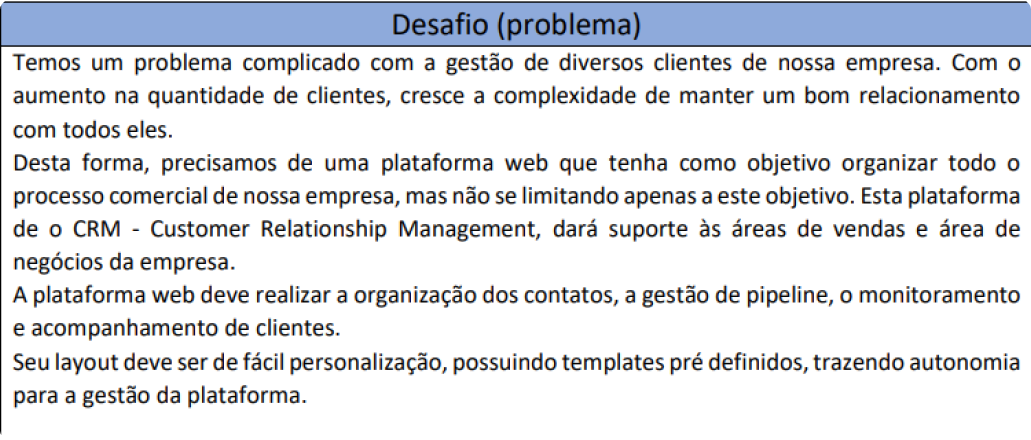 Desafio (problema)
Temos um problema complicado com a gestão de diversos clientes de nossa empresa. Com o
aumento na quantidade de clientes, cresce a complexidade de manter um bom relacionamento
com todos eles.
Desta forma, precisamos de uma plataforma web que tenha como objetivo organizar todo o
processo comercial de nossa empresa, mas não se limitando apenas a este objetivo. Esta plataforma
de o CRM - Customer Relationship Management, dará suporte às áreas de vendas e área de
negócios da empresa.
A plataforma web deve realizar a organização dos contatos, a gestão de pipeline, o monitoramento
e acompanhamento de clientes.
Seu layout deve ser de fácil personalização, possuindo templates pré definidos, trazendo autonomia
para a gestão da plataforma.